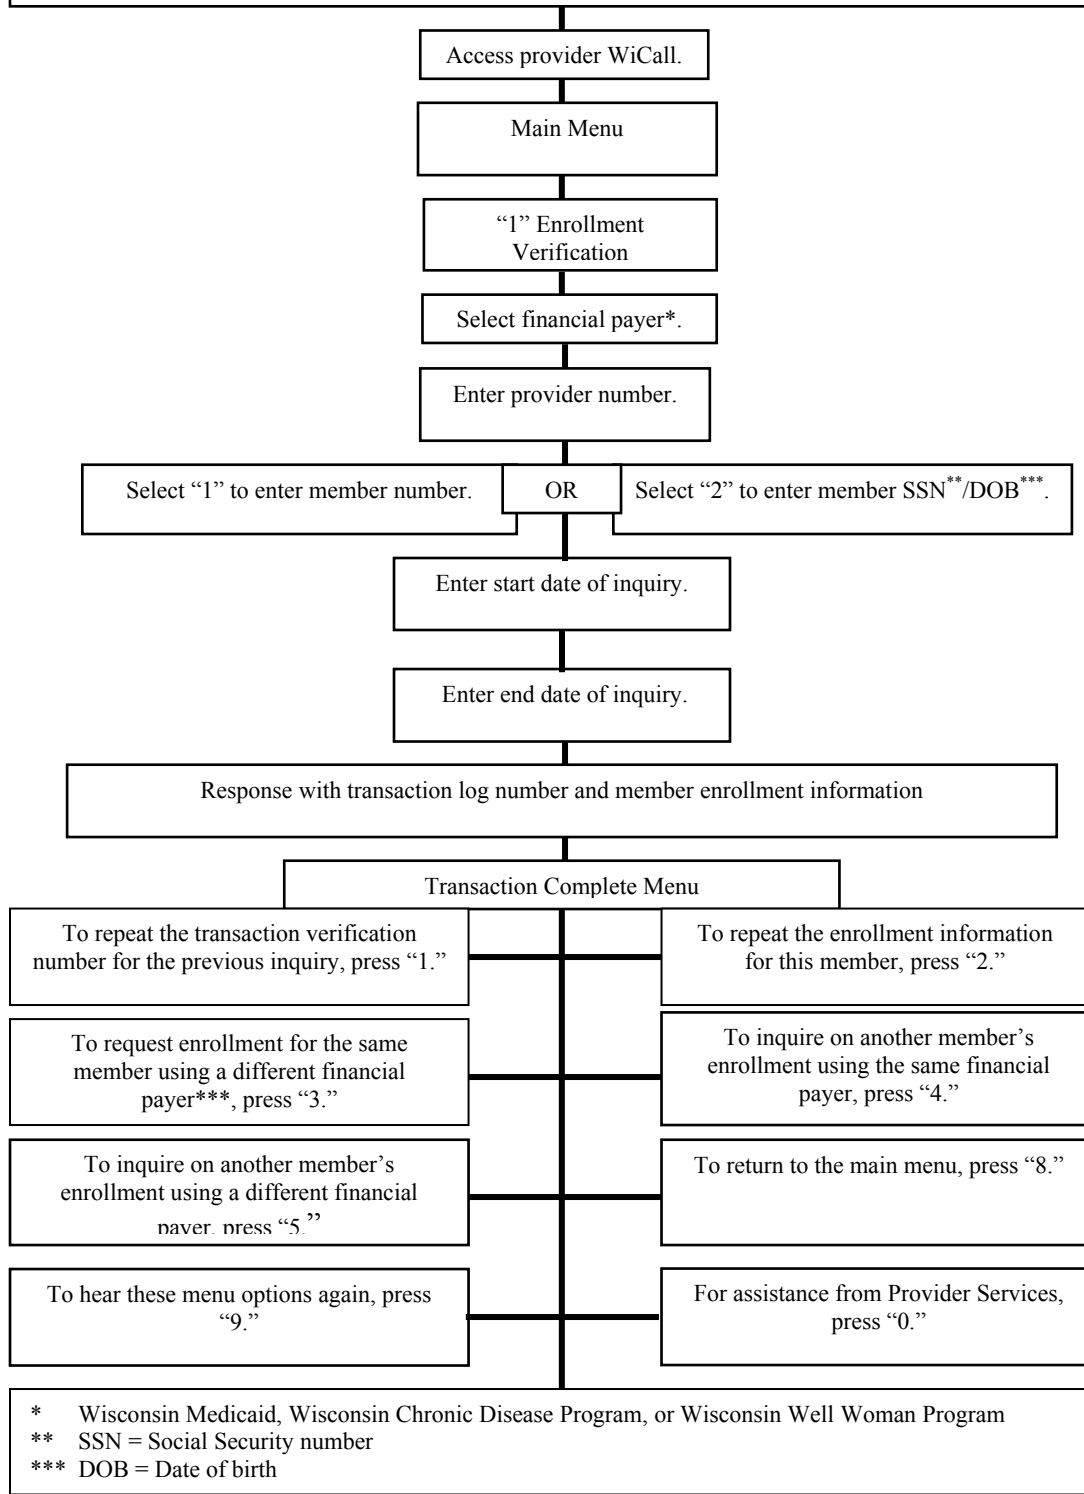 Access provider WiCall.
Main Menu
“1” Enrollment
Verification
Select financial payer*.
Enter provider number.
Select “1” to enter member number.
OR
Select “2” to enter member SSN**/DOB***.
Enter start date of inquiry.
Enter end date of inquiry.
Response with transaction log number and member enrollment information
Transaction Complete Menu
To repeat the transaction verification
number for the previous inquiry, press “1.”
To repeat the enrollment information
for this member, press “2.”
To request enrollment for the same
member using a different financial
payer***, press “3.”
To inquire on another member’s
enrollment using the same financial
payer, press “4.”
To inquire on another member’s
enrollment using a different financial
payer, press “5.”
To return to the main menu, press “8.”
To hear these menu options again, press
“9.”
For assistance from Provider Services,
press “0.”
* Wisconsin Medicaid, Wisconsin Chronic Disease Program, or Wisconsin Well Woman Program
** SSN = Social Security number
*** DOB = Date of birth